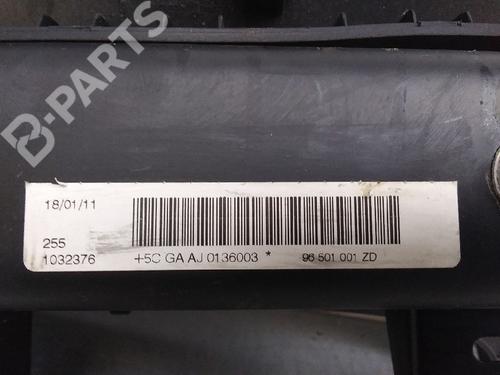 B-PARTS
18/01/11
255
1032376
+5C GA AJ 0136003 *
96 501 001 ZD